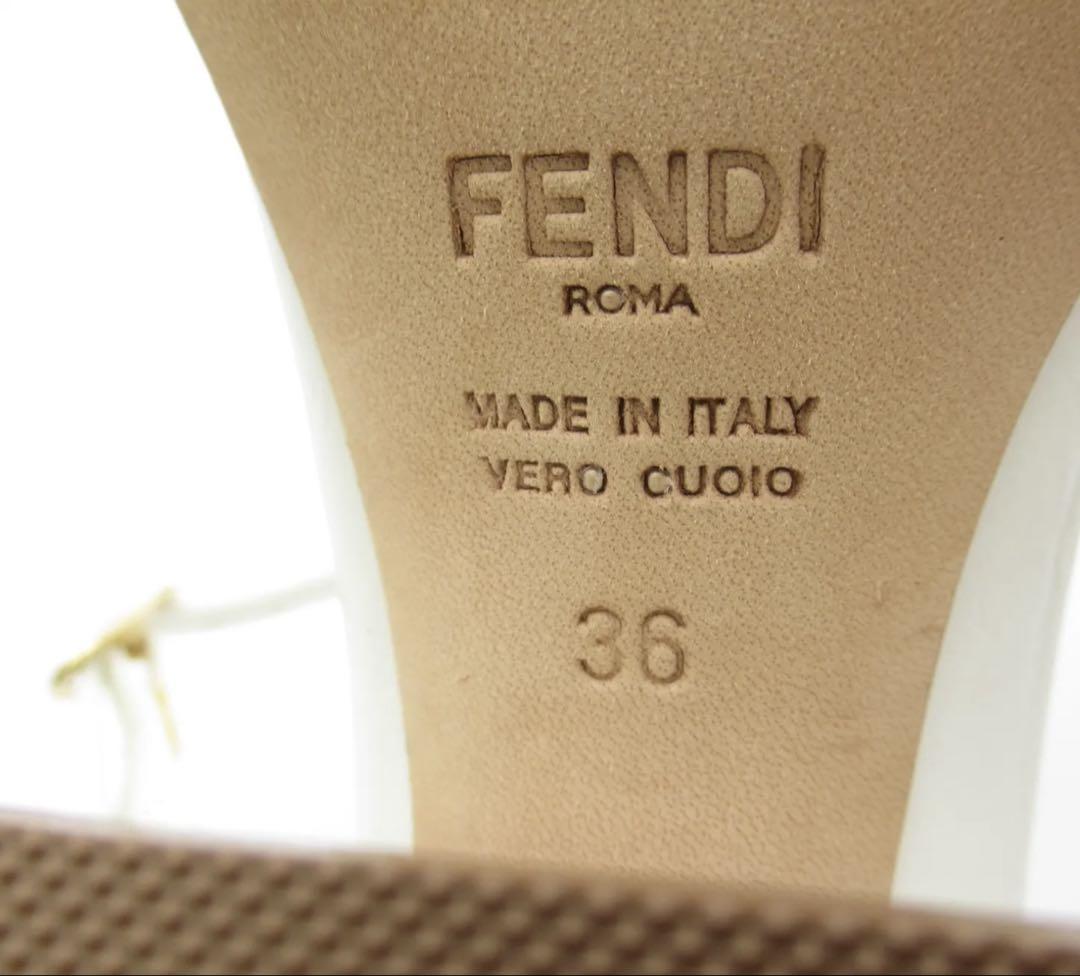 FENDI
ROMA
MADE IN ITALY
VERO CUOIO
36